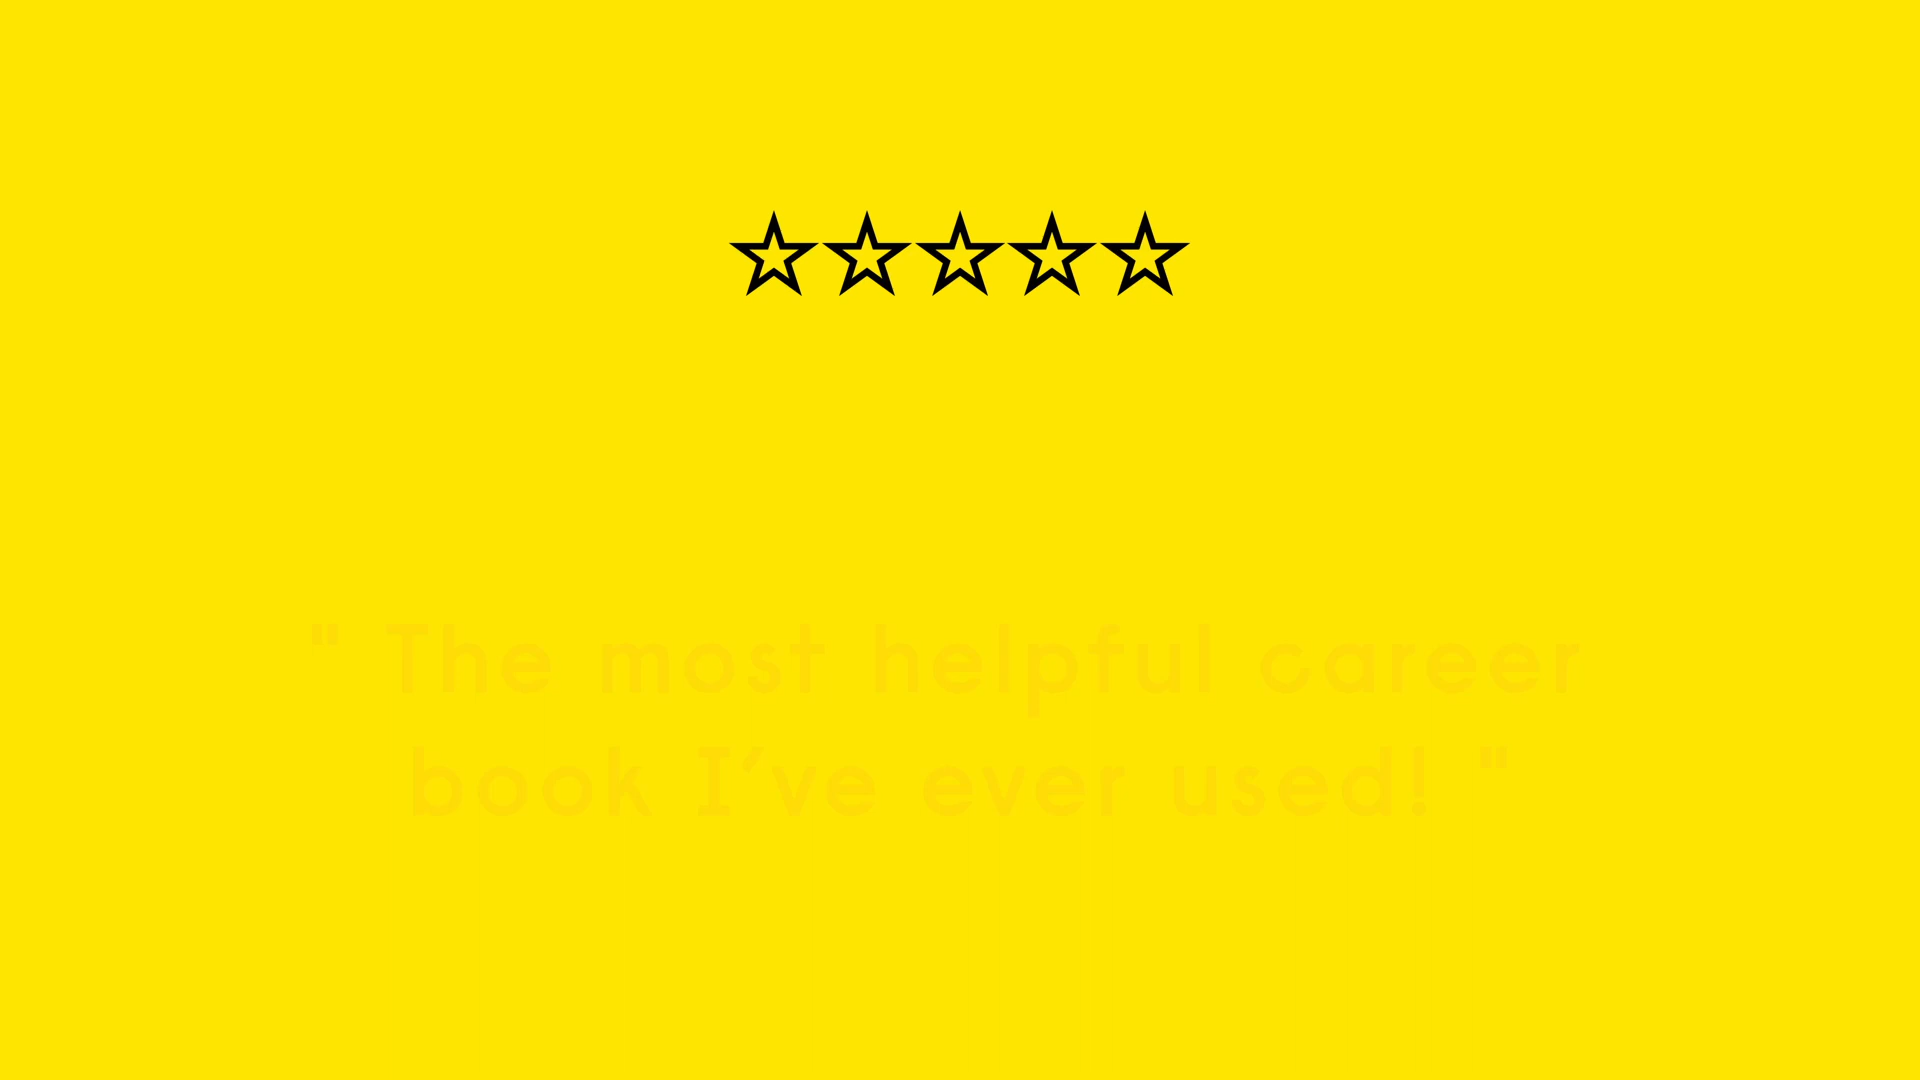 ☆☆☆☆☆
" The most helpful career
book I’ve ever used! "